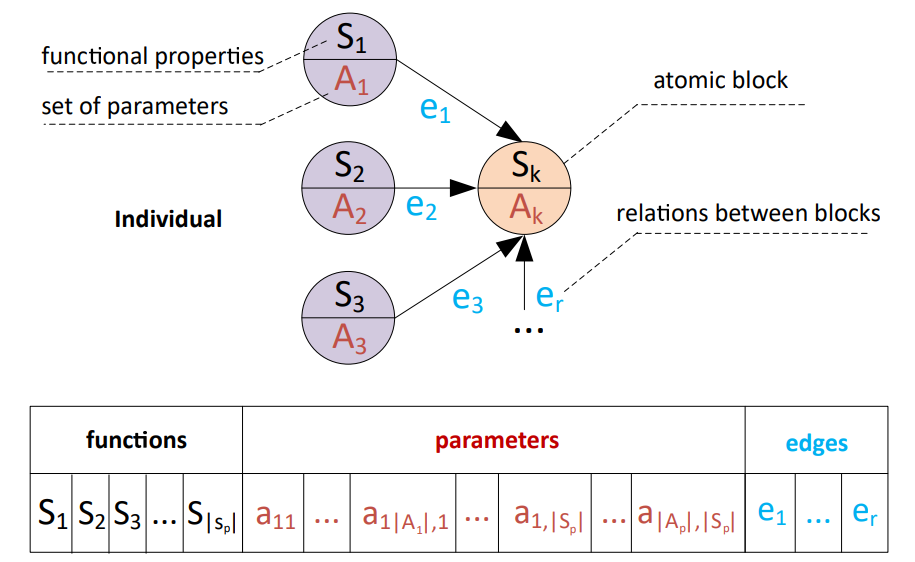 functional properties
S1
A1
set of parameters
e1
atomic block
S2
A2
e2
Sk
Ak
Individual
relations between blocks
S3
A3
e3
er
...
functions
parameters
edges
S1 S2 S3 ... S|Sp| a11 ... a1|A1|,1 ... a1,|Sp| ... a|Ap|,|Sp| e1 ... er